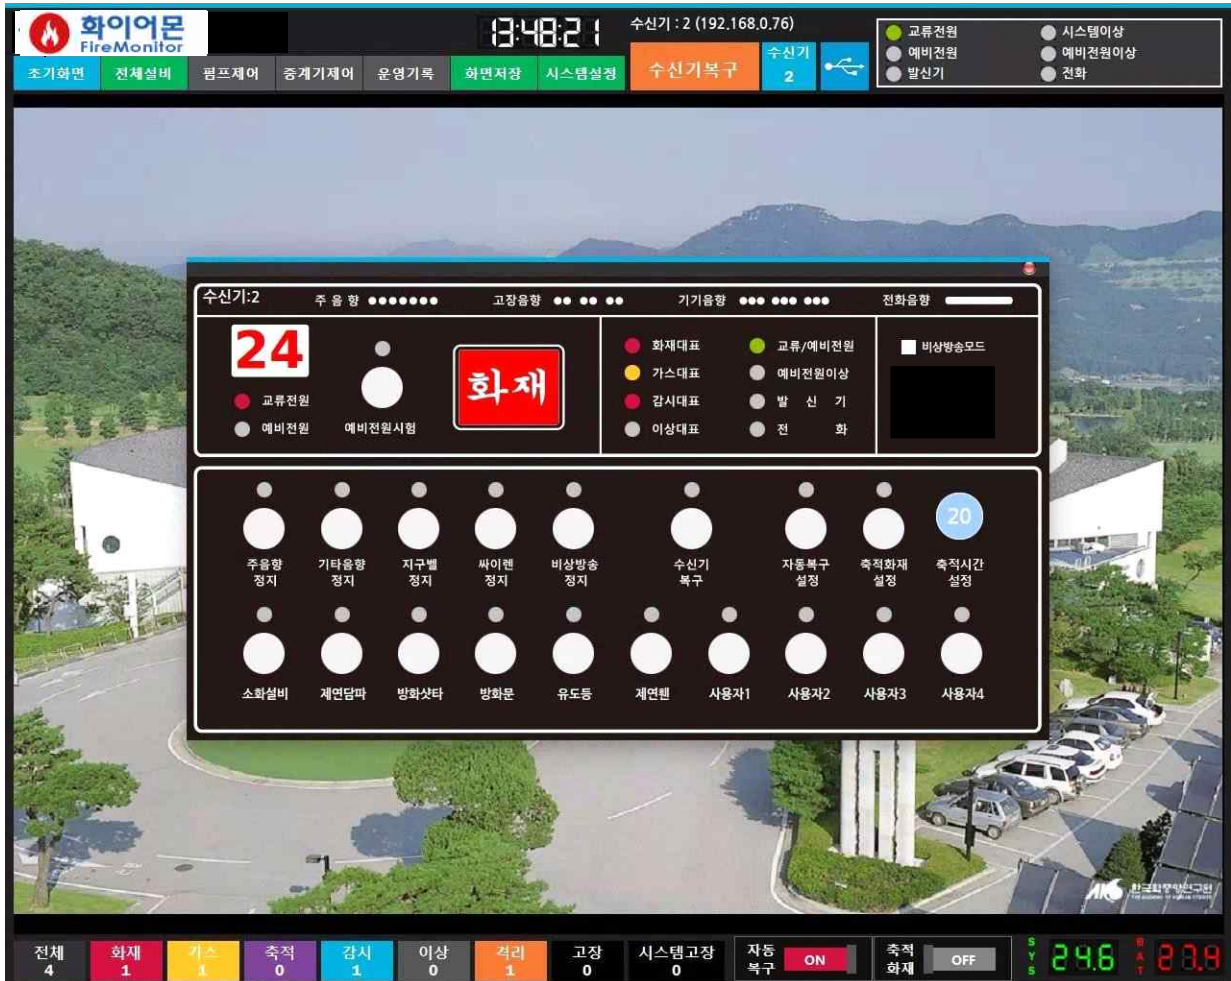 화이어몬
FireMonitor
13:48:21
수신기 : 2 (192.168.0.76)
초기화면 전체설비 펌프제어 중계기제어 운영기록 화면저장 시스템설정
수신기복구
수신기
2
교류전원 시스템이상
예비전원 예비전원이상
발신기 전화
수신기:2 주 음 향 고장음향 기기음향 전화음향
24
교류전원
예비전원
예비전원시험
화재
화재대표 교류/예비전원
가스대표 예비전원이상
감시대표 발 신 기
이상대표 전 화
비상방송모드
20
주음향 기타음향 지구벨 싸이렌 비상방송 수신기 자동복구 축적화재 축적시간
정지 정지 정지 정지 정지 복구 설정 설정 설정
소화설비 제연담파 방화샷타 방화문 유도등 제연팬 사용자1 사용자2 사용자3 사용자4
한국학중앙연구원
전체 화재 가스 축적 감시 이상 격리 고장 시스템고장
4 1 1 0 1 0 1 0 0
자동
복구
ON
축적
화재
OFF
SYS
24.6
BAT
27.4